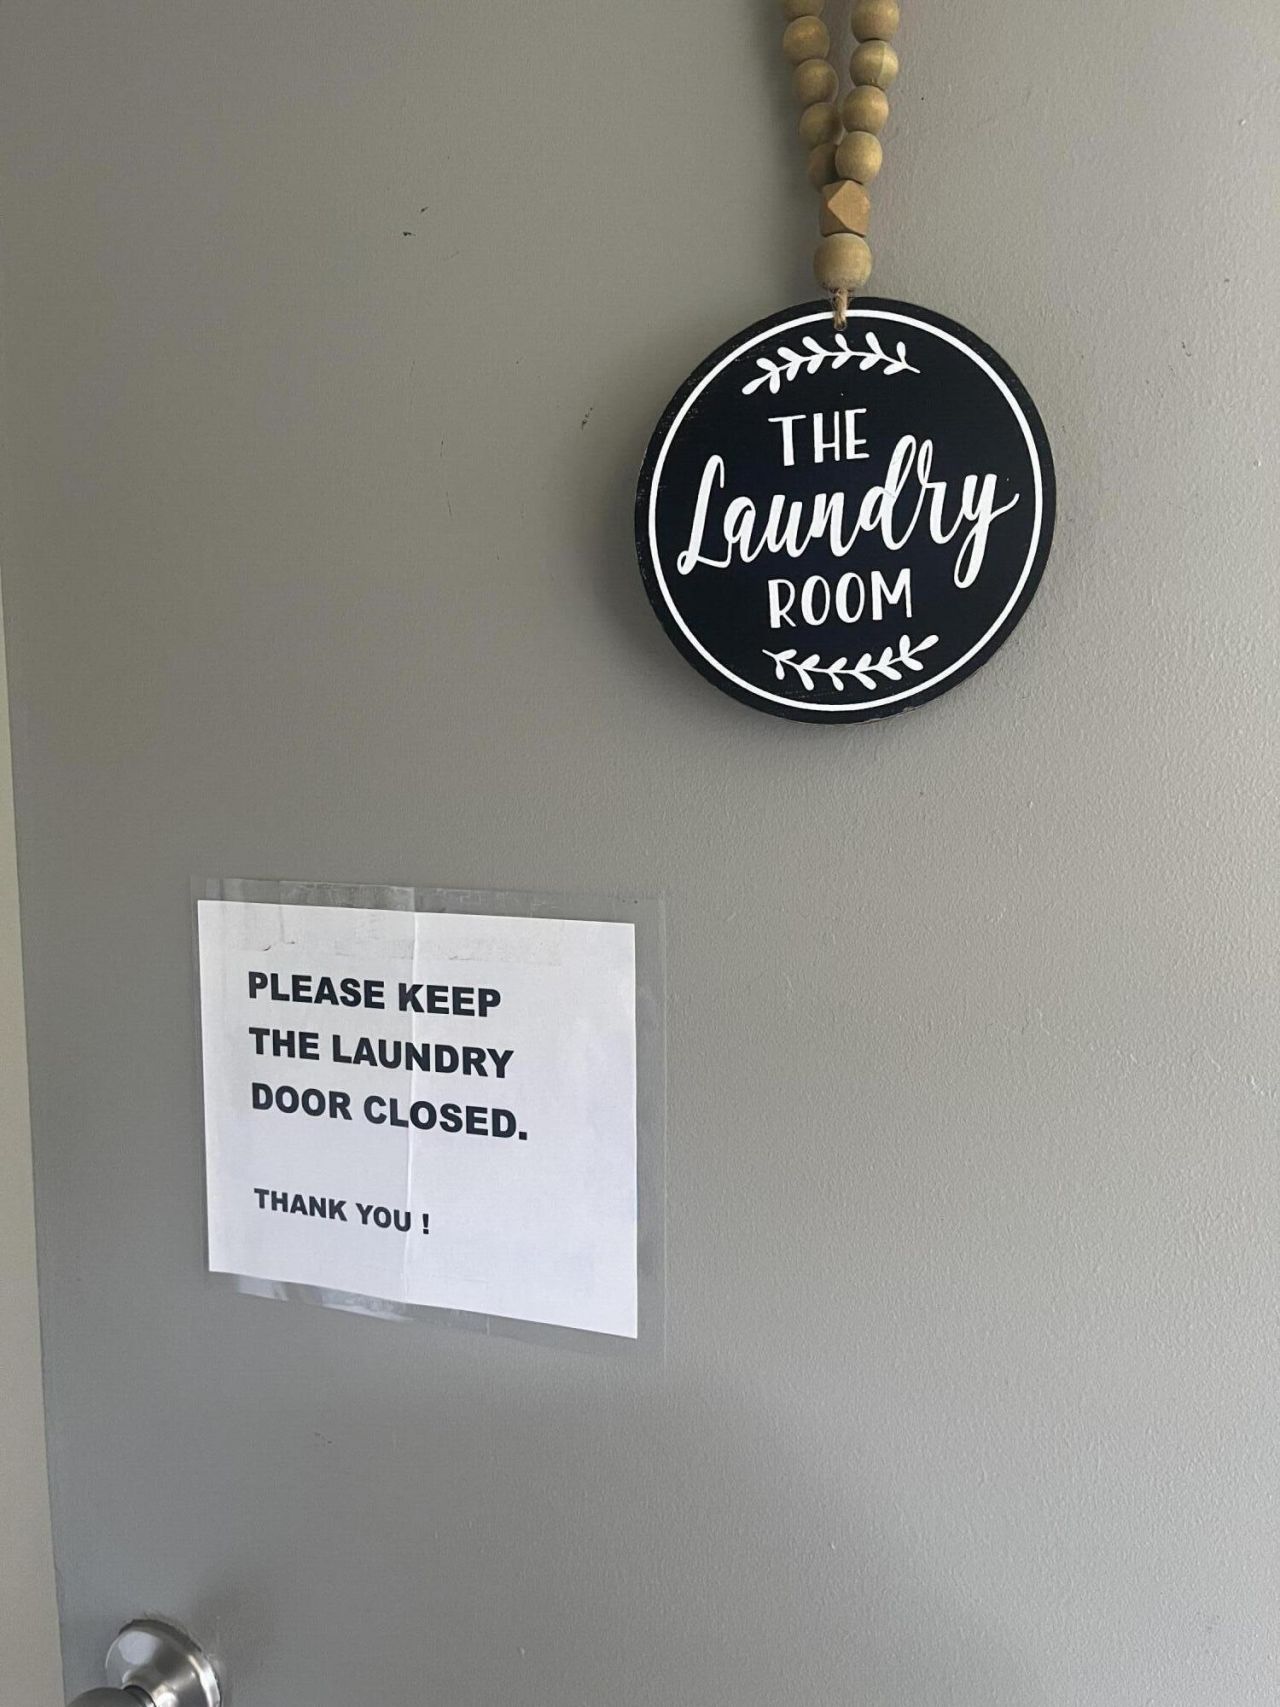 THE
Laundry
ROOM
PLEASE KEEP
THE LAUNDRY
DOOR CLOSED.
THANK YOU !